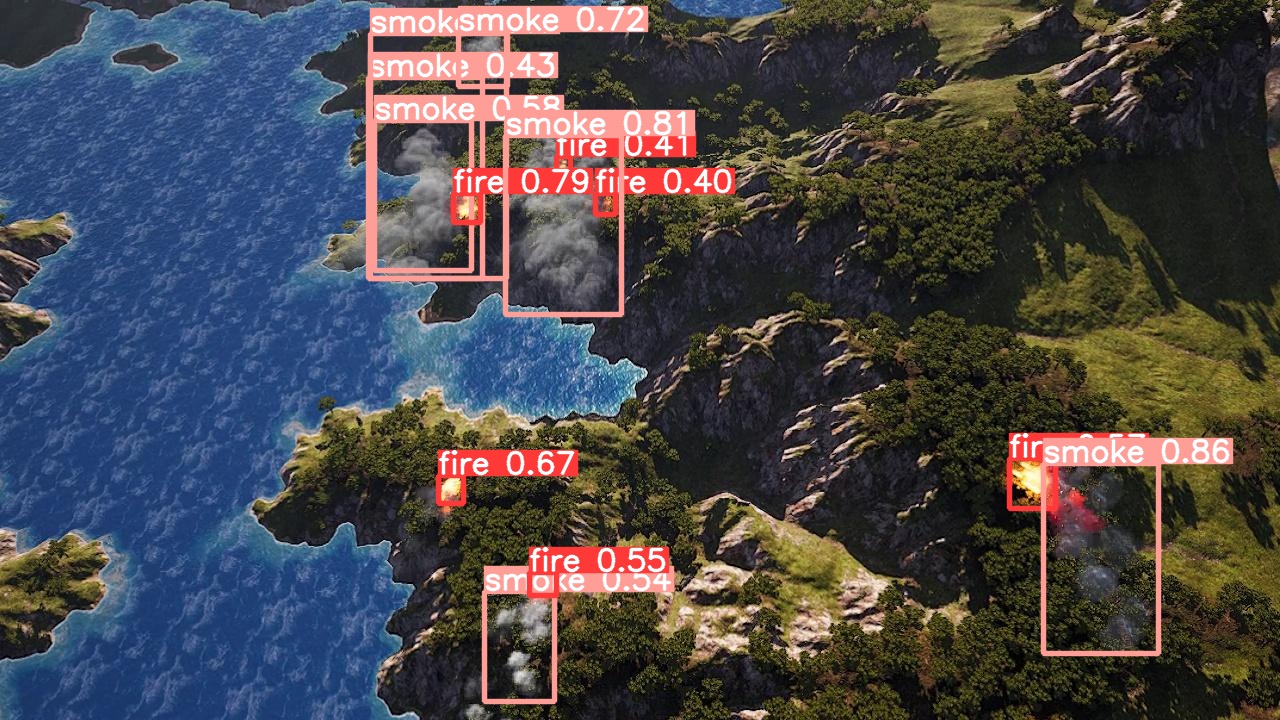 smoke
smoke 0.72
smoke 0.43
smoke 0.58
smoke 0.81
fire 0.41
fire 0.79
fire 0.40
fire 0.67
smoke 0.86
fire 0.55
smoke 0.54